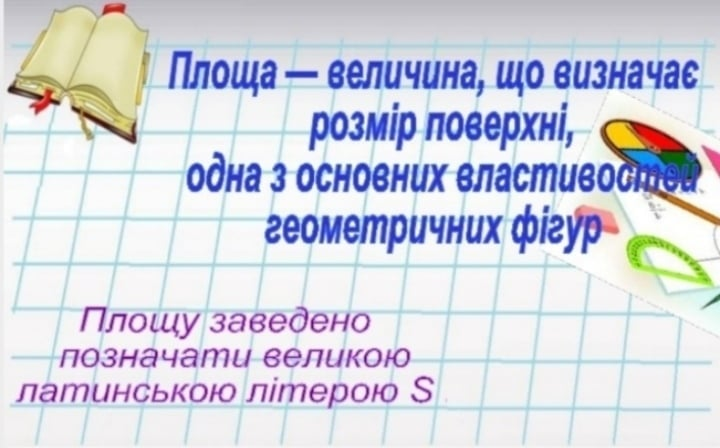 Площа — величина, що визначає
розмір поверхні,
одна з основних властивостей
геометричних фігур
Площу заведено
позначати великою
латинською літерою S